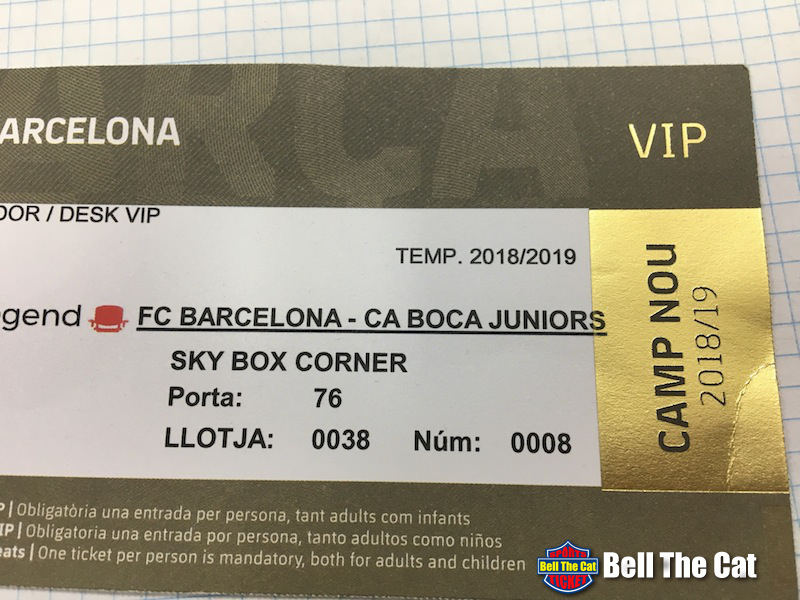 BARCA
ARCELONA
VIP
DOR / DESK VIP
TEMP. 2018/2019
gend FC BARCELONA - CA BOCA JUNIORS
SKY BOX CORNER
Porta: 76
LLOTJA: 0038 Núm: 0008
CAMP NOU
2018/19
P | Obligatòria una entrada per persona, tant adults com infants
IP | Obligatoria una entrada por persona, tanto adultos como niños
eats | One ticket per person is mandatory, both for adults and children
Bell The Cat
TICKET
Bell The Cat